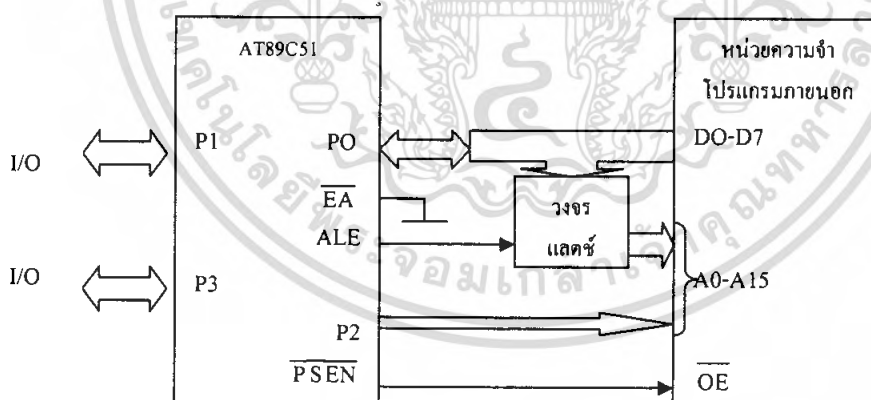 AT89C51
หน่วยความจำ
โปรแกรมภายนอก
I/O
P1
PO
DO-D7
EA
วงจร
แลตช์
ALE
I/O
P3
A0-A15
P2
PSEN
OE